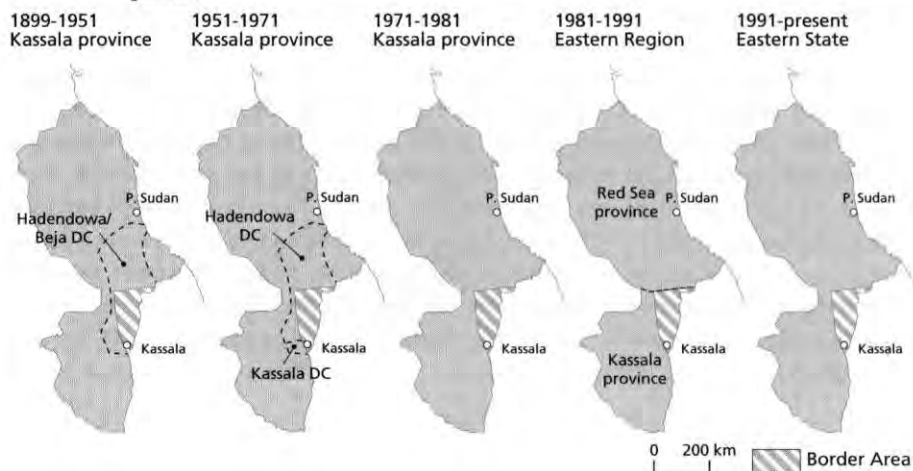 1899-1951
Kassala province
1951-1971
Kassala province
1971-1981
Kassala province
1981-1991
Eastern Region
1991-present
Eastern State
P. Sudan
Hadendowa/
Beja DC
Kassala
P. Sudan
Hadendowa
DC
Kassala
Kassala DC
P. Sudan
Kassala
Red Sea
province
P. Sudan
Kassala
Kassala
province
P. Sudan
Kassala
0 200 km
Border Area